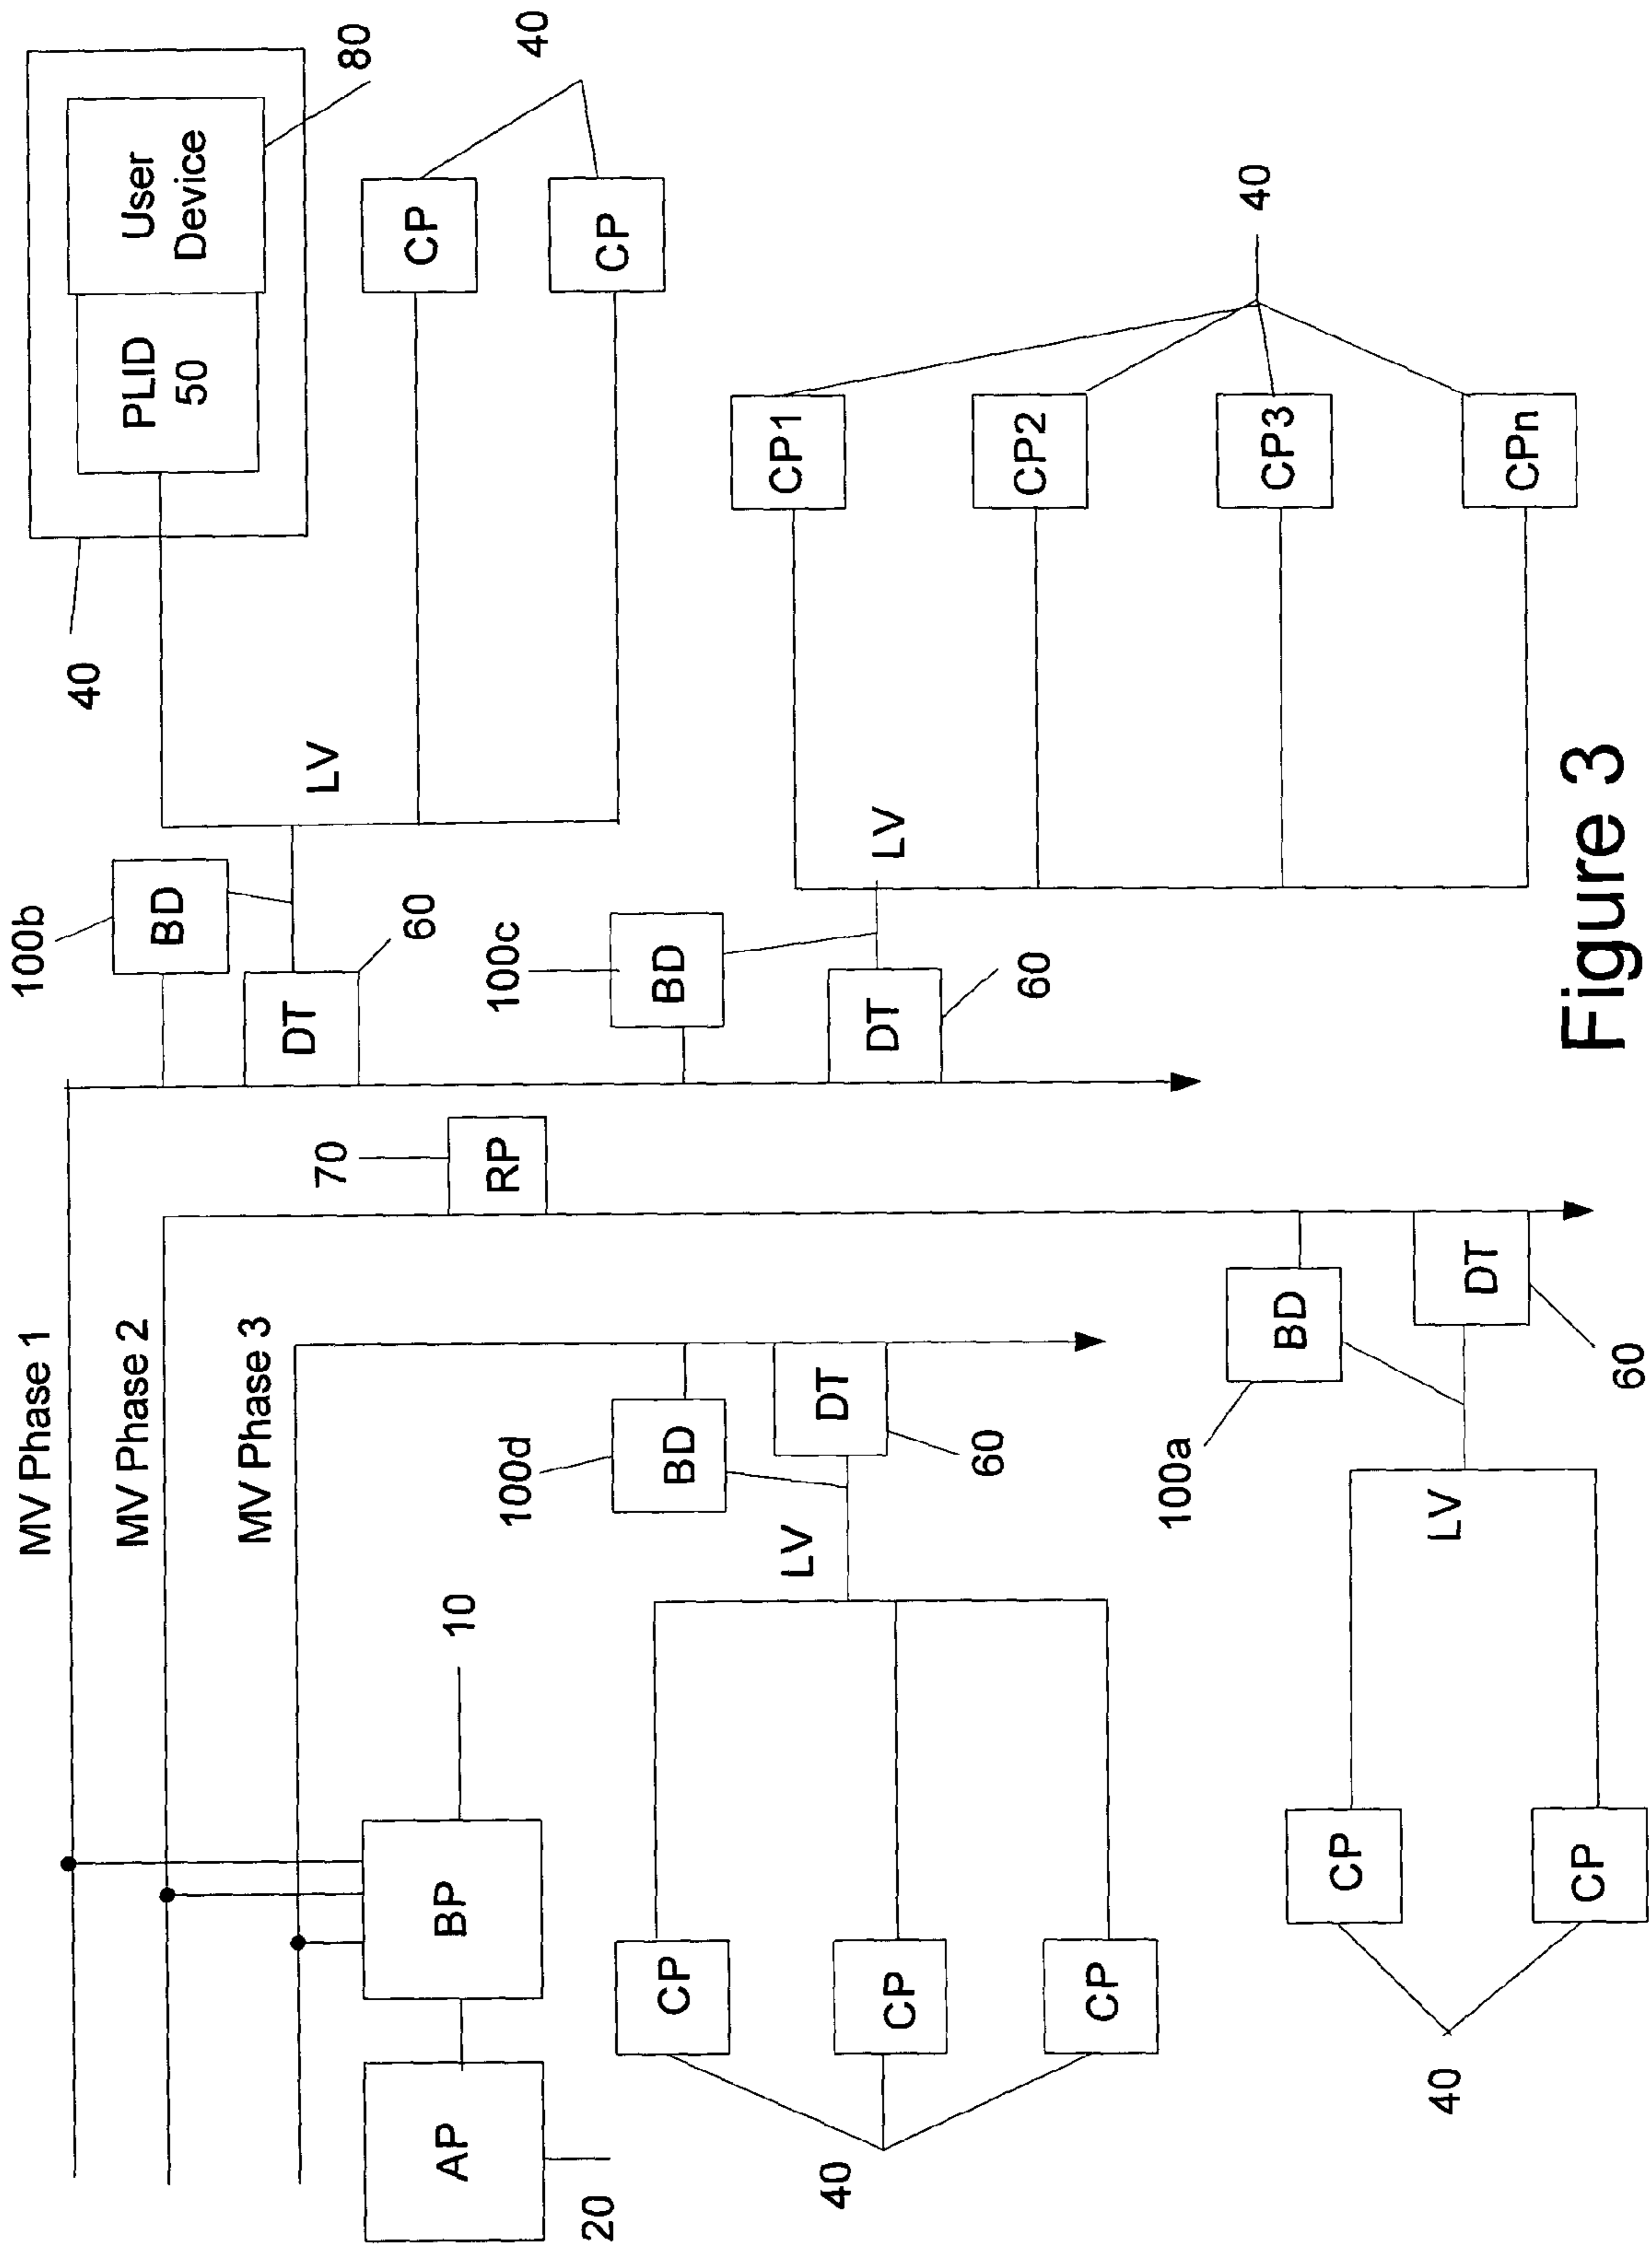 MV Phase 1
100b
40
MV Phase 2
BD
PLID
50
User
Device
80
MV Phase 3
DT
60
LV
CP
40
CP
70
RP
10
BP
AP
20
100c
BD
100d
BD
LV
DT
60
DT
60
LV
CP1
CP2
CP3
CPn
40
CP
CP
CP
40
100a
BD
DT
60
LV
CP
CP
40
Figure 3